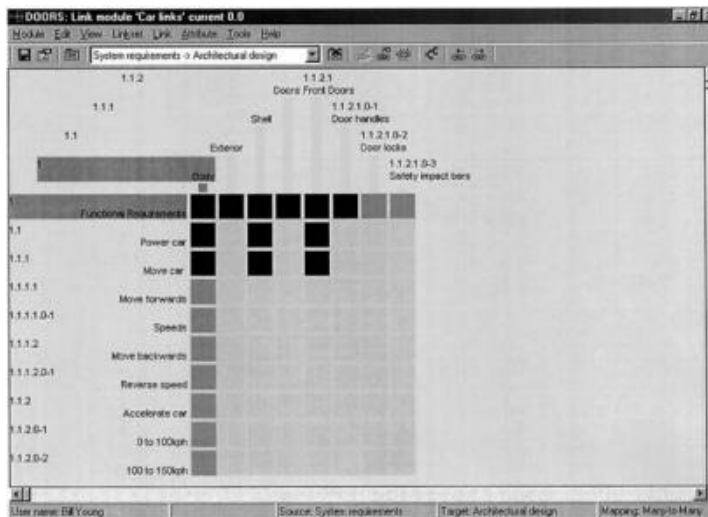 DOORS: Link module 'Car links' current 0.0
Module Edit View Linkset Link Attribute Tools Help
System requirements -> Architectural design
1.1.2 1.1.2.1
Doors Front Doors
1.1.1 1.1.2.1.0-1
Shell Door handles
1.1 1.1.2.1.0-2
Exterior Door locks
1 1.1.2.1.0-3
Safety impact bars
Body
1
Functional Requirements
1.1
Power car
1.1.1
Move car
1.1.1.1
Move forwards
1.1.1.1.0-1
Speeds
1.1.1.2
Move backwards
1.1.1.2.0-1
Reverse speed
1.1.2
Accelerate car
1.1.2.0-1
0 to 100kph
1.1.2.0-2
100 to 150kph
User name: Bill Young Source: System requirements Target: Architectural design Mapping: Many-to-Many